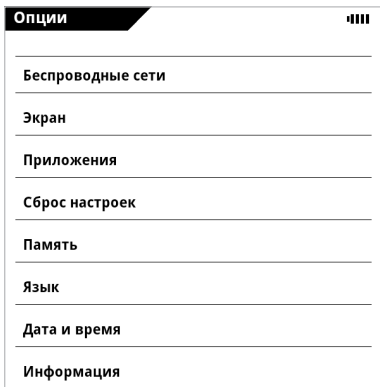 Опции
Беспроводные сети
Экран
Приложения
Сброс настроек
Память
Язык
Дата и время
Информация